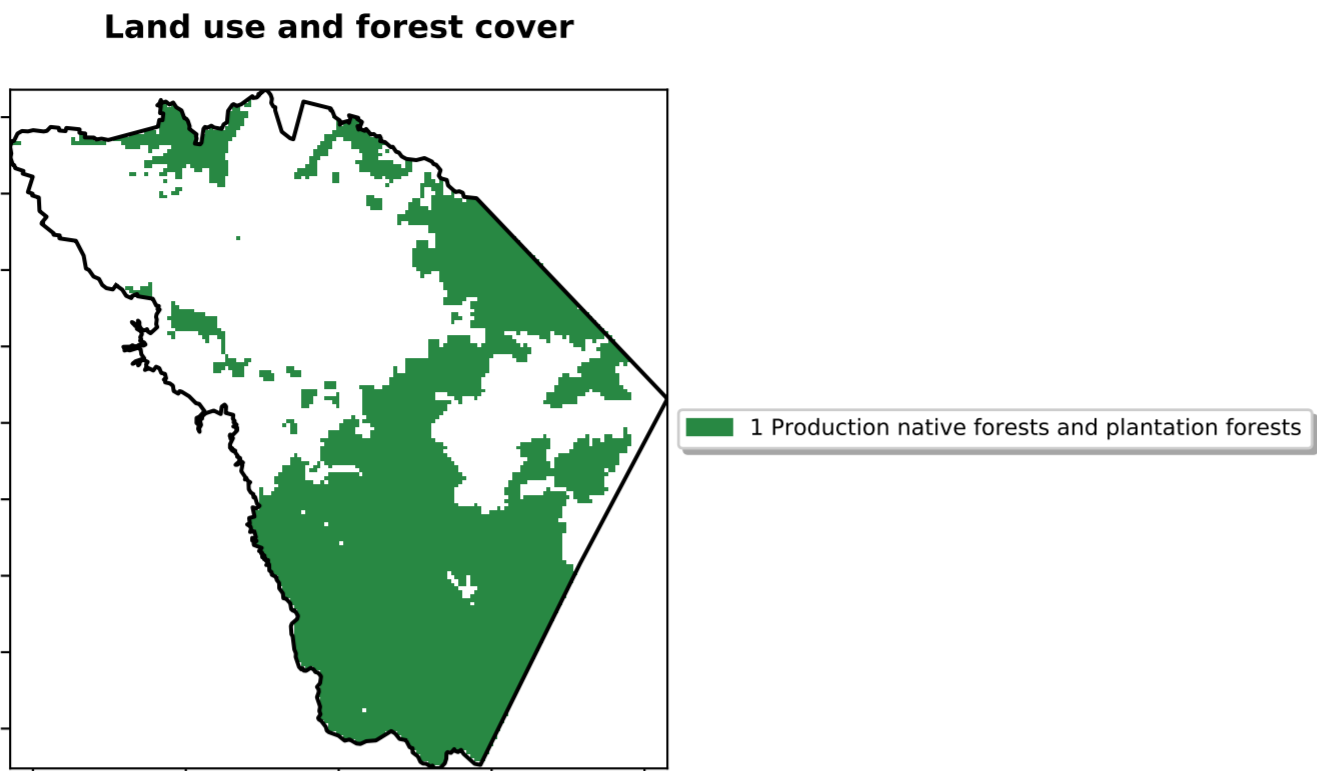 Land use and forest cover
1 Production native forests and plantation forests